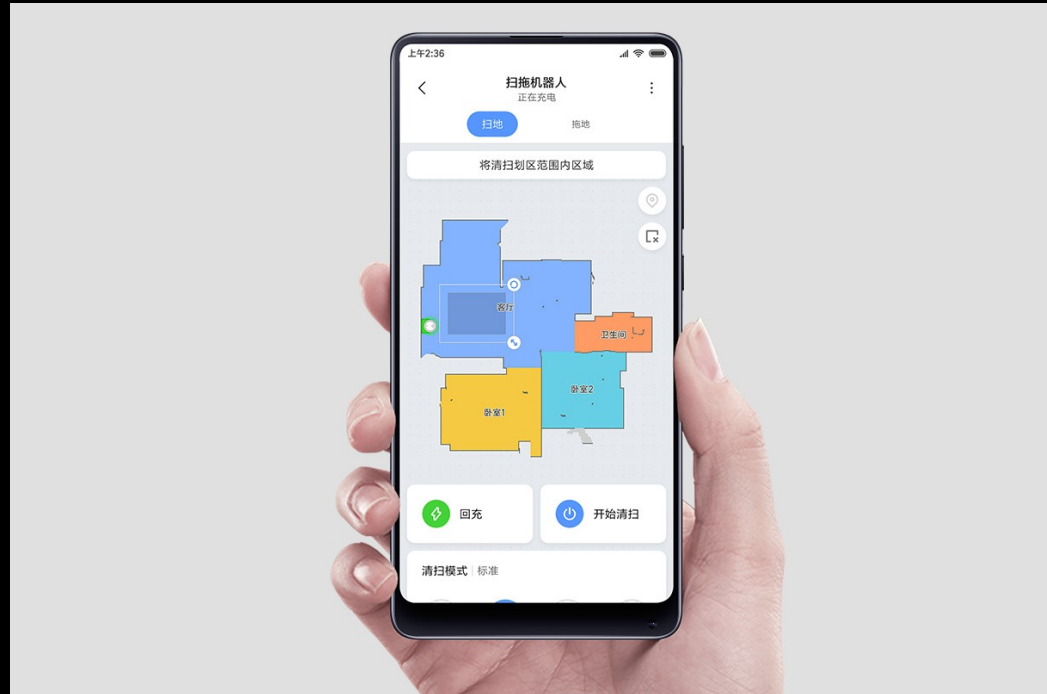 上午2:36
扫拖机器人
正在充电
扫地 拖地
将清扫划区范围内区域
客厅
卫生间
卧室2
卧室1
回充 开始清扫
清扫模式 | 标准